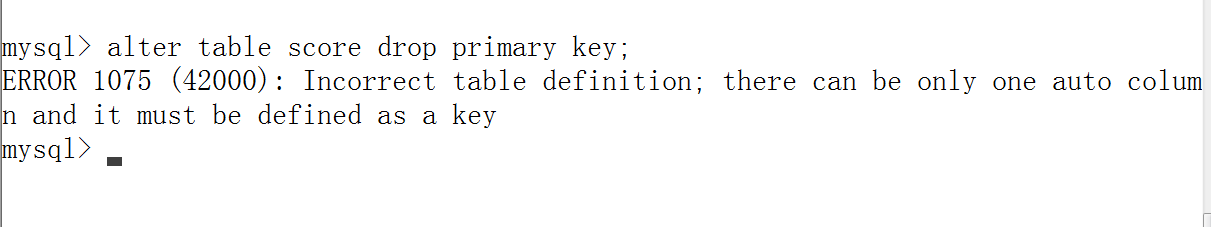 mysql> alter table score drop primary key;
ERROR 1075 (42000): Incorrect table definition; there can be only one auto colum
n and it must be defined as a key
mysql>